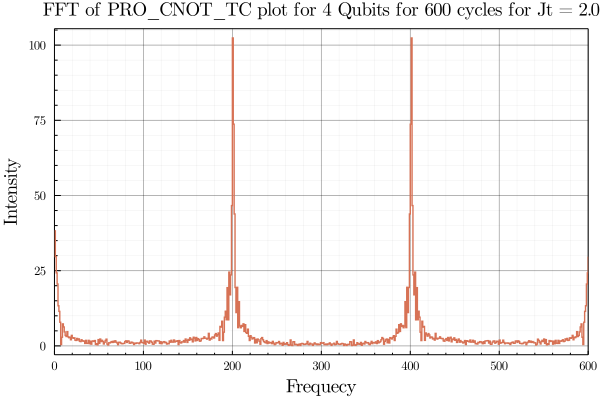 FFT of PRO_CNOT_TC plot for 4 Qubits for 600 cycles for Jt = 2.0
100
75
50
25
0
Intensity
0 100 200 300 400 500 600
Frequecy